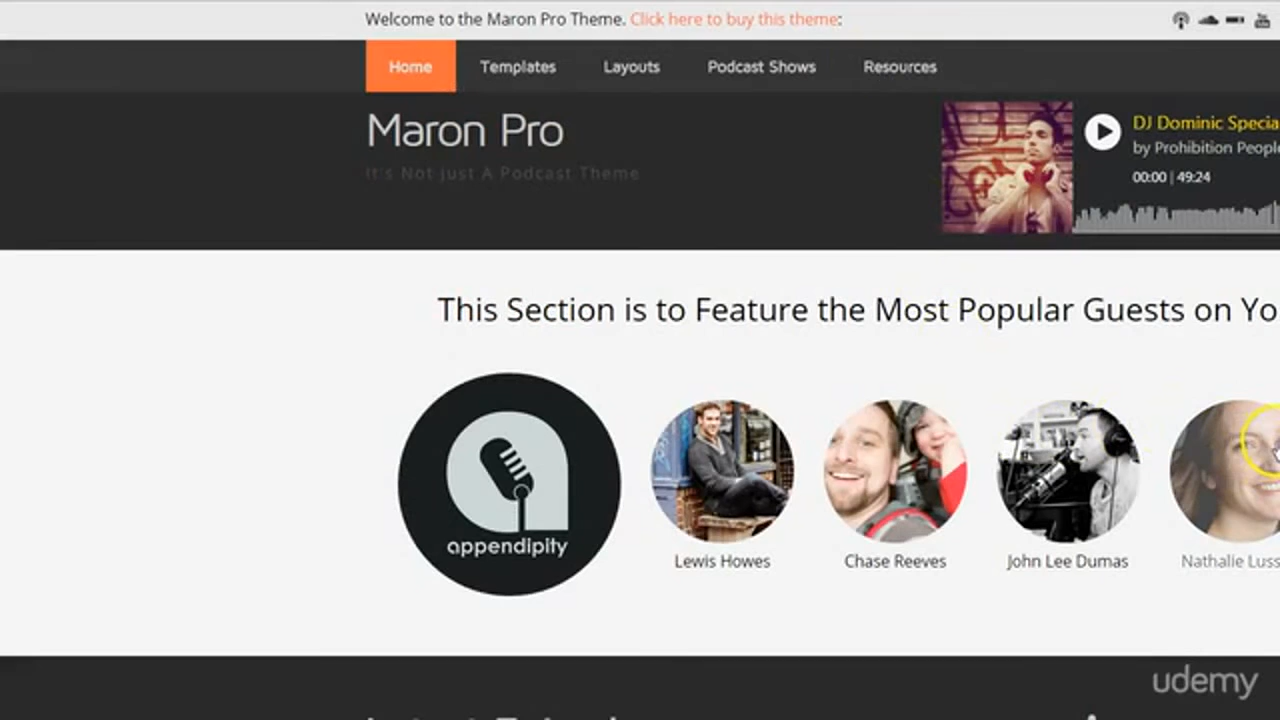 Welcome to the Maron Pro Theme. Click here to buy this theme:
Home Templates Layouts Podcast Shows Resources
Maron Pro
It's Not Just A Podcast Theme
DJ Dominic Specia
by Prohibition People
00:00 | 49:24
This Section is to Feature the Most Popular Guests on Yo
appendipity
Lewis Howes
Chase Reeves
John Lee Dumas
Nathalie Luss
udemy